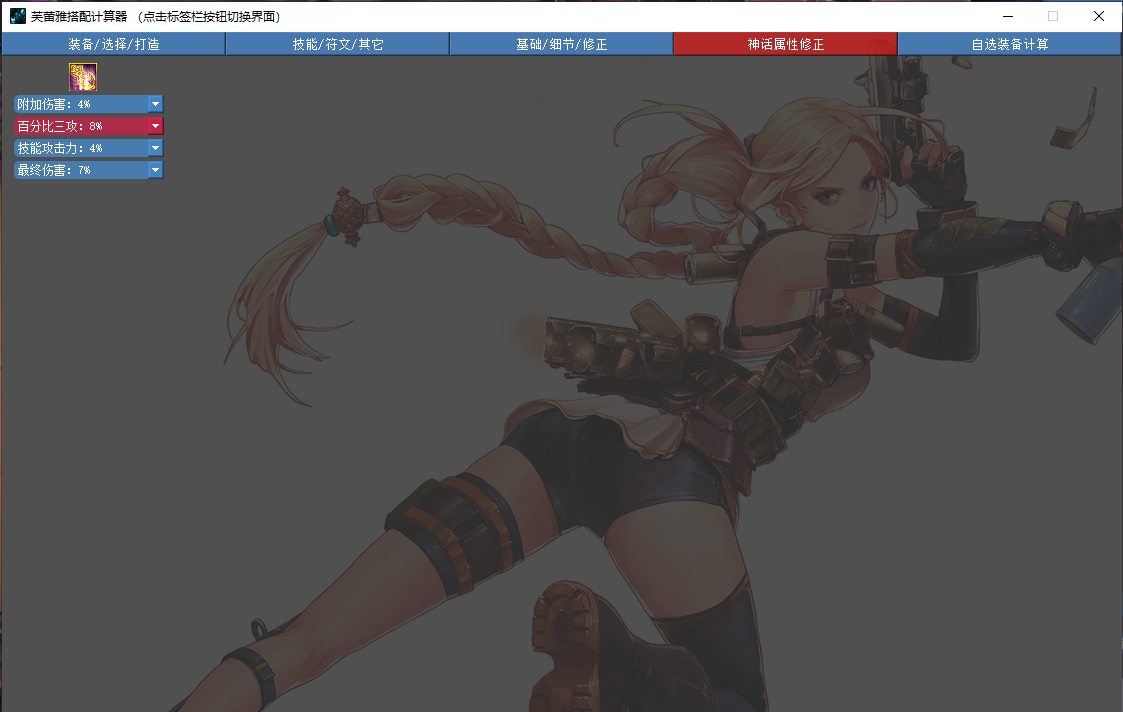 芙蕾雅搭配计算器 （点击标签栏按钮切换界面）
装备/选择/打造 技能/符文/其它 基础/细节/修正 神话属性修正 自选装备计算
附加伤害: 4%
百分比三攻: 8%
技能攻击力: 4%
最终伤害: 7%